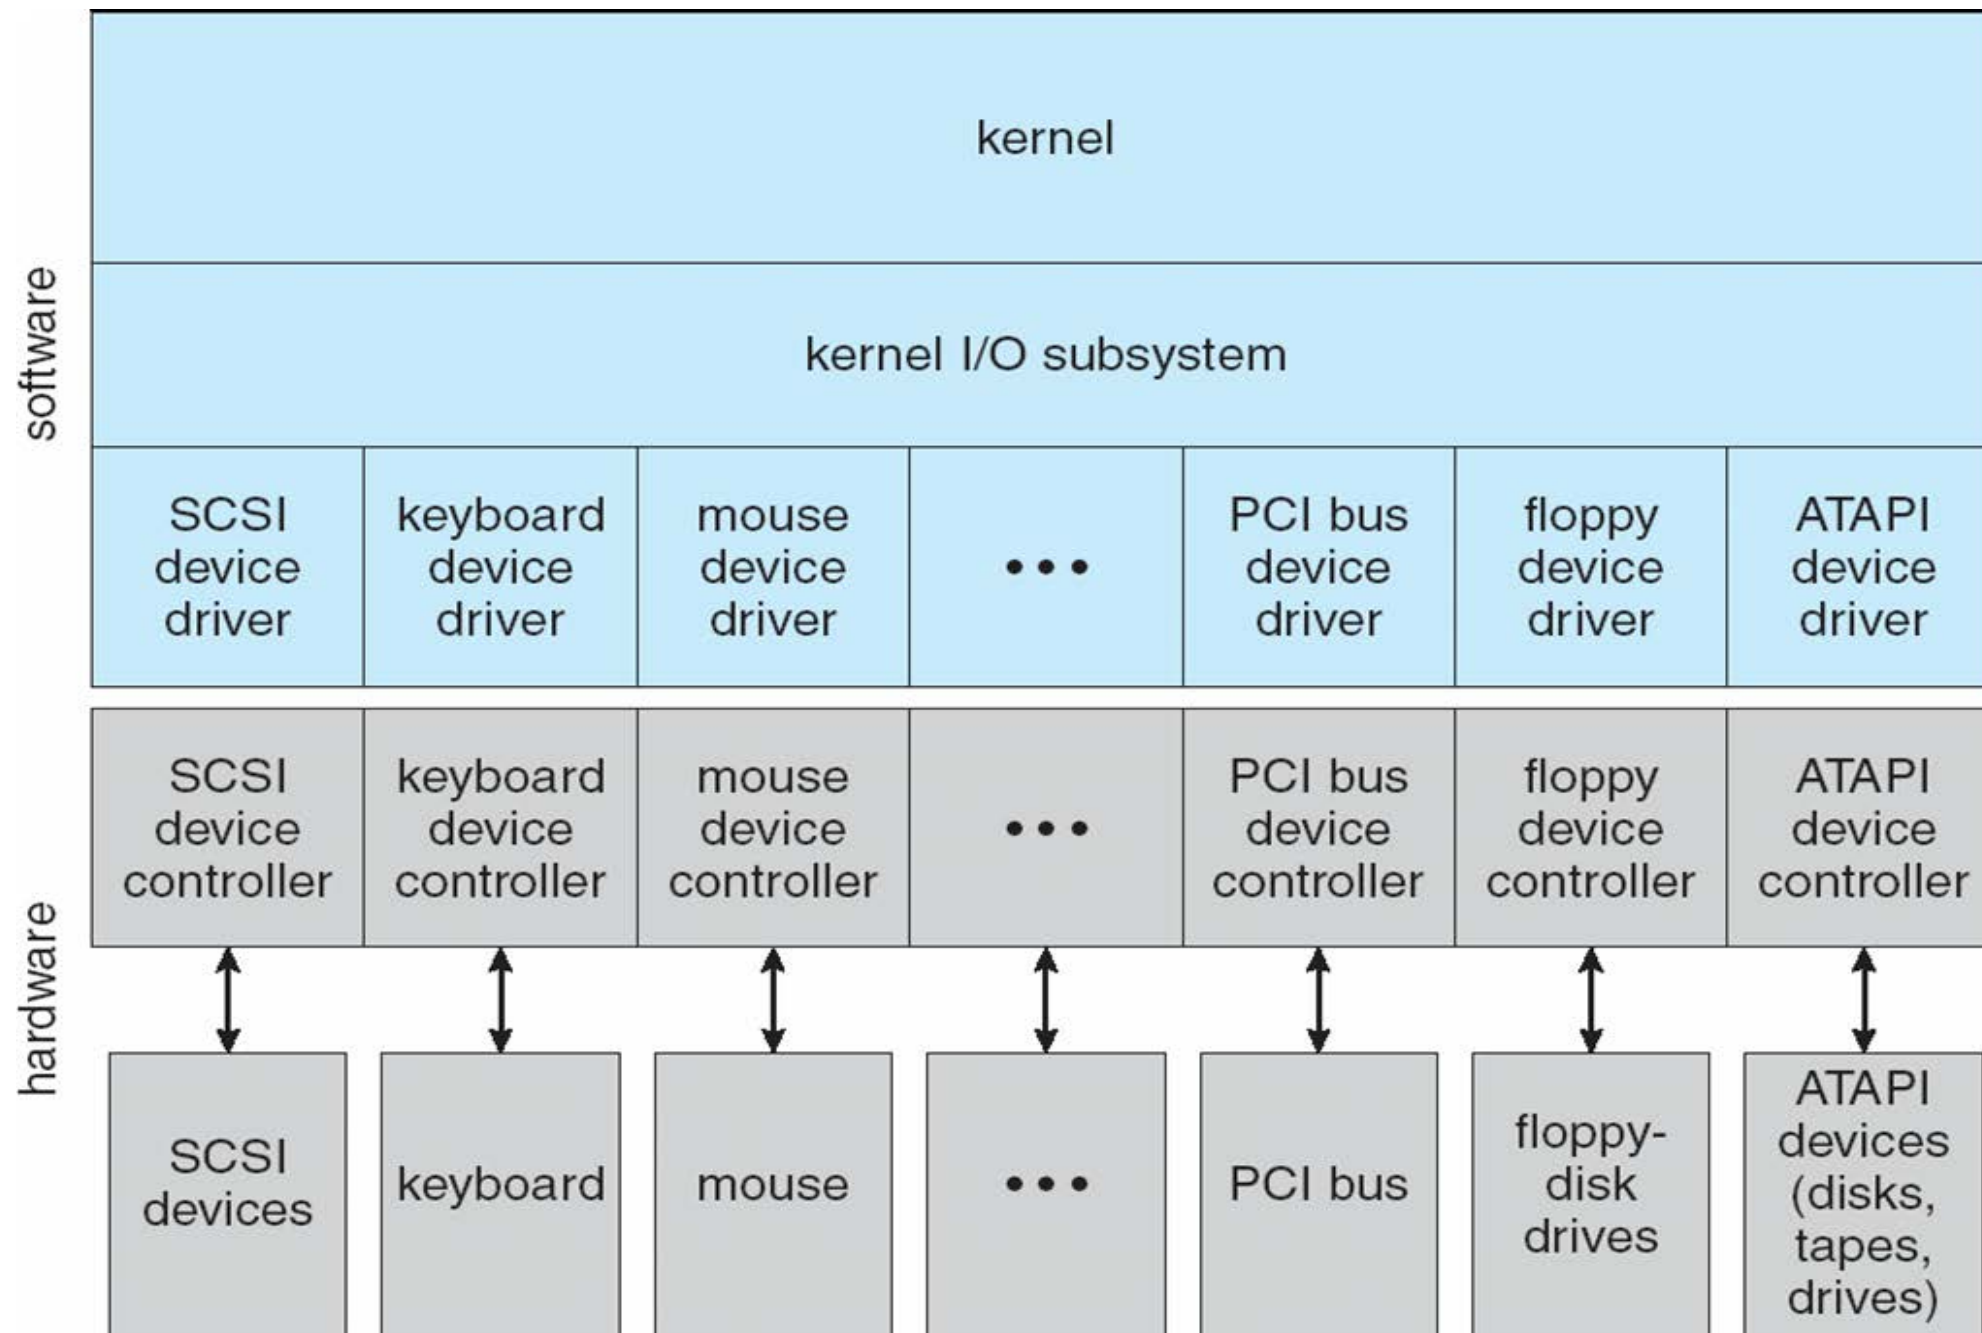 kernel
software
kernel I/O subsystem
SCSI
device
driver
keyboard
device
driver
mouse
device
driver
•••
PCI bus
device
driver
floppy
device
driver
ATAPI
device
driver
hardware
SCSI
device
controller
keyboard
device
controller
mouse
device
controller
•••
PCI bus
device
controller
floppy
device
controller
ATAPI
device
controller
SCSI
devices
keyboard
mouse
•••
PCI bus
floppy-
disk
drives
ATAPI
devices
(disks,
tapes,
drives)